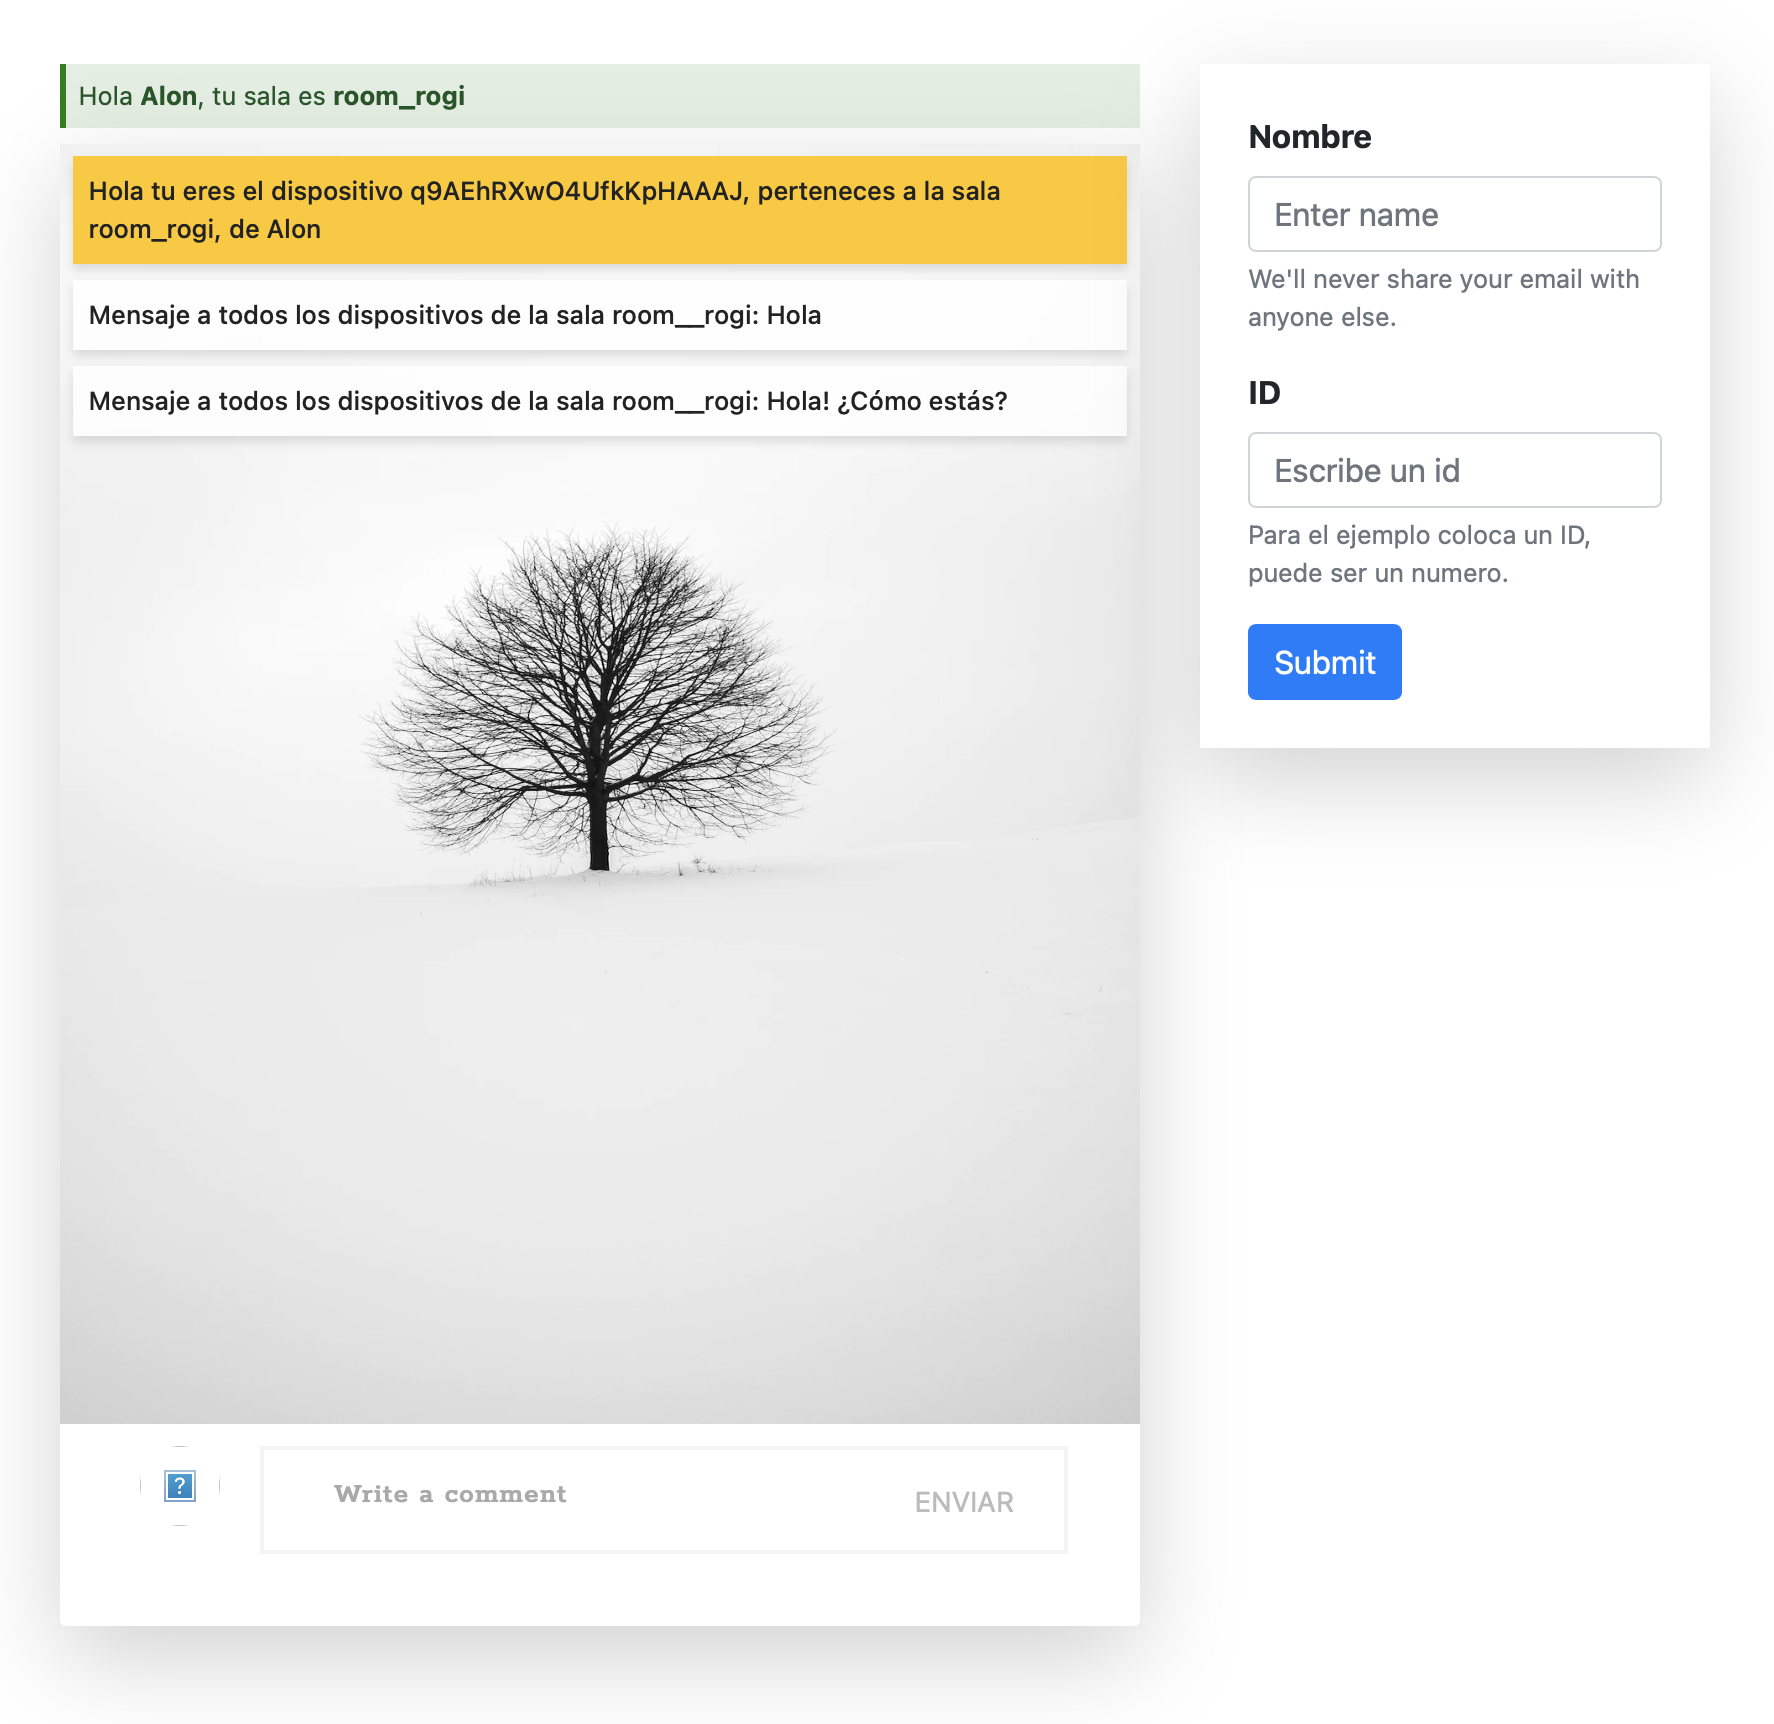 Hola Alon, tu sala es room_rogi
Hola tu eres el dispositivo q9AEhRXwO4UfkKpHAAAJ, perteneces a la sala
room_rogi, de Alon
Mensaje a todos los dispositivos de la sala room__rogi: Hola
Mensaje a todos los dispositivos de la sala room__rogi: Hola! ¿Cómo estás?
?
Write a comment
ENVIAR
Nombre
Enter name
We'll never share your email with
anyone else.
ID
Escribe un id
Para el ejemplo coloca un ID,
puede ser un numero.
Submit